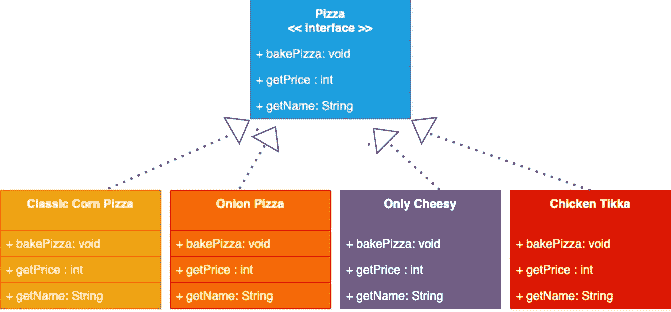 Pizza
<< interface >>
+ bakePizza: void
+ getPrice : int
+ getName: String
Classic Corn Pizza
+ bakePizza: void
+ getPrice : int
+ getName: String
Onion Pizza
+ bakePizza: void
+ getPrice : int
+ getName: String
Only Cheesy
+ bakePizza: void
+ getPrice : int
+ getName: String
Chicken Tikka
+ bakePizza: void
+ getPrice : int
+ getName: String